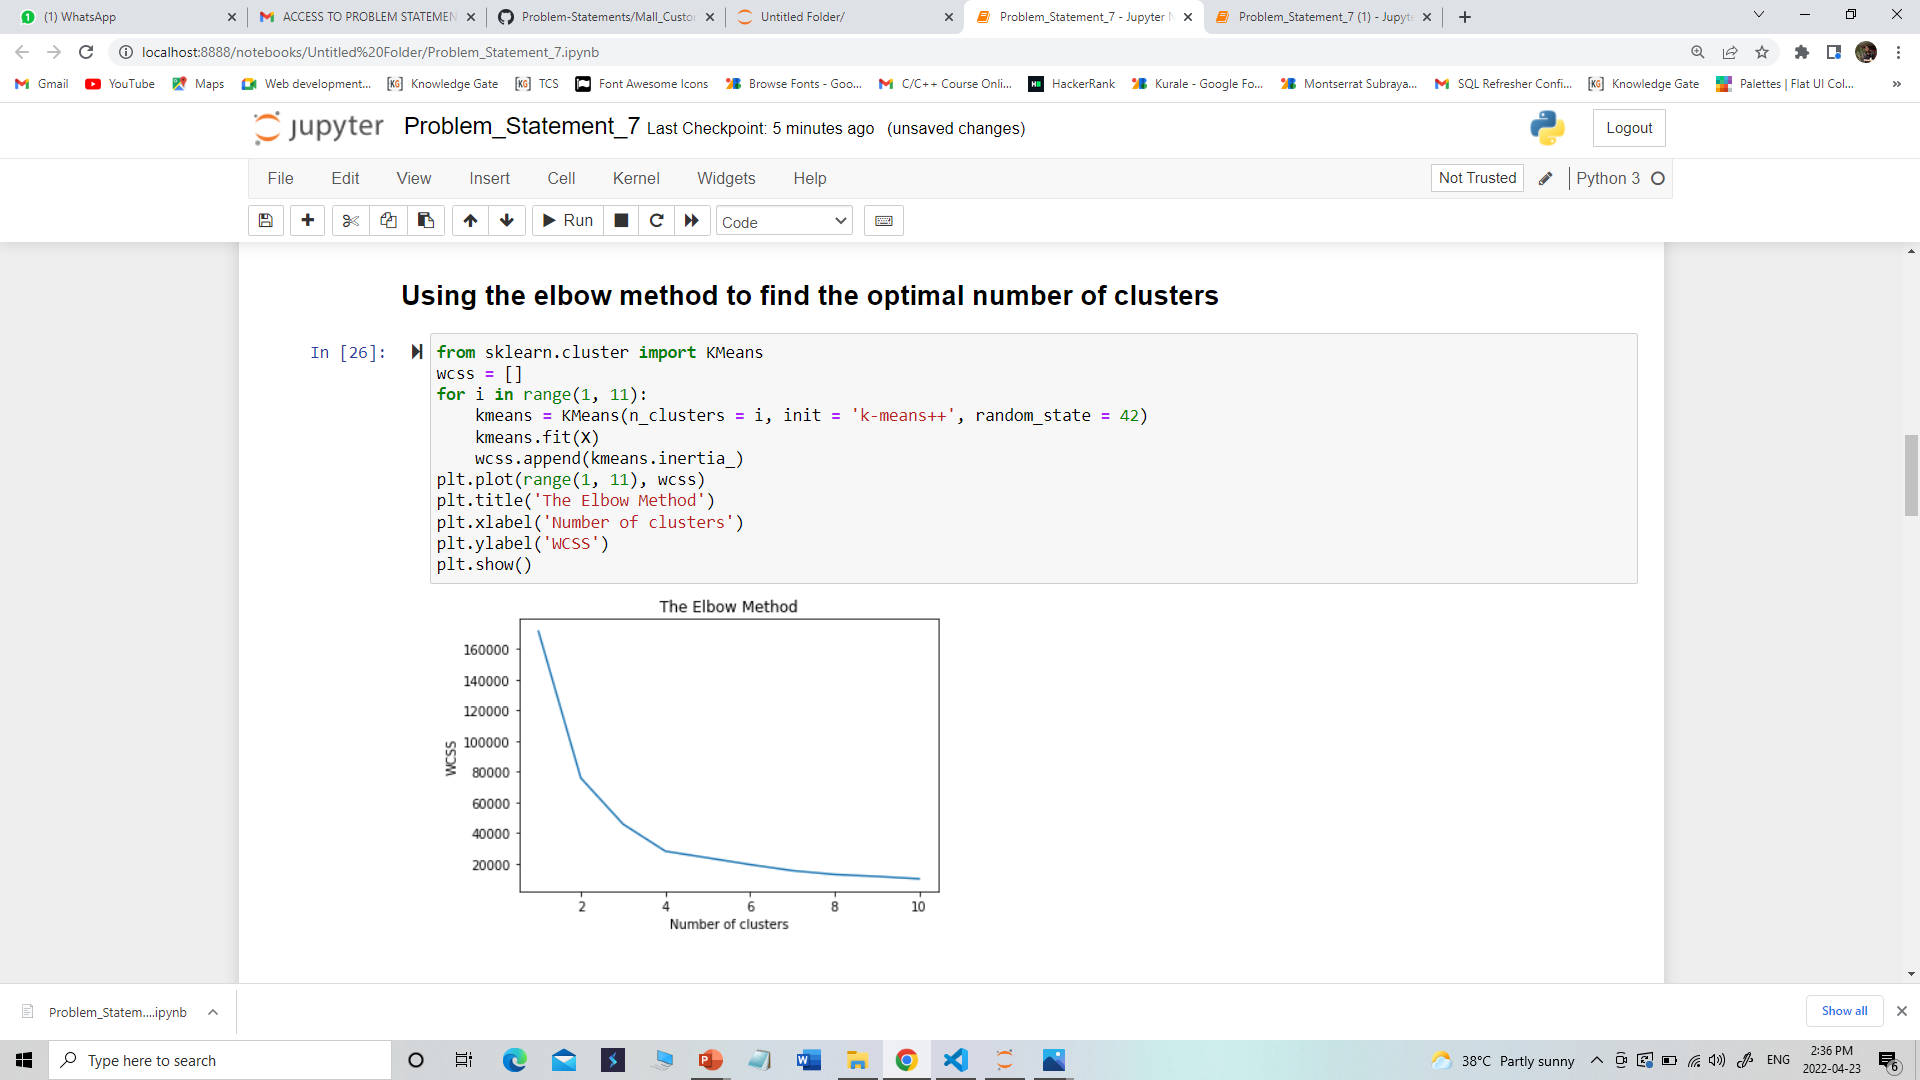 (1) WhatsApp
ACCESS TO PROBLEM STATEMEN
Problem-Statements/Mall_Custor
Untitled Folder/
Problem_Statement_7 - Jupyter N
Problem_Statement_7 (1) - Jupyte
localhost:8888/notebooks/Untitled%20Folder/Problem_Statement_7.ipynb
Gmail YouTube Maps Web development... Knowledge Gate TCS Font Awesome Icons Browse Fonts - Goo... C/C++ Course Onli... HackerRank Kurale - Google Fo... Montserrat Subraya... SQL Refresher Confi... Knowledge Gate Palettes | Flat UI Col... »
jupyter Problem_Statement_7 Last Checkpoint: 5 minutes ago (unsaved changes) Logout
File Edit View Insert Cell Kernel Widgets Help Not Trusted Python 3
Run Code
Using the elbow method to find the optimal number of clusters
In [26]:
from sklearn.cluster import KMeans
wcss = []
for i in range(1, 11):
    kmeans = KMeans(n_clusters = i, init = 'k-means++', random_state = 42)
    kmeans.fit(X)
    wcss.append(kmeans.inertia_)
plt.plot(range(1, 11), wcss)
plt.title('The Elbow Method')
plt.xlabel('Number of clusters')
plt.ylabel('WCSS')
plt.show()
The Elbow Method
160000
140000
120000
100000
80000
60000
40000
20000
WCSS
2 4 6 8 10
Number of clusters
Problem_Statem....ipynb
Show all
Type here to search
38°C Partly sunny
ENG
2:36 PM
2022-04-23
6